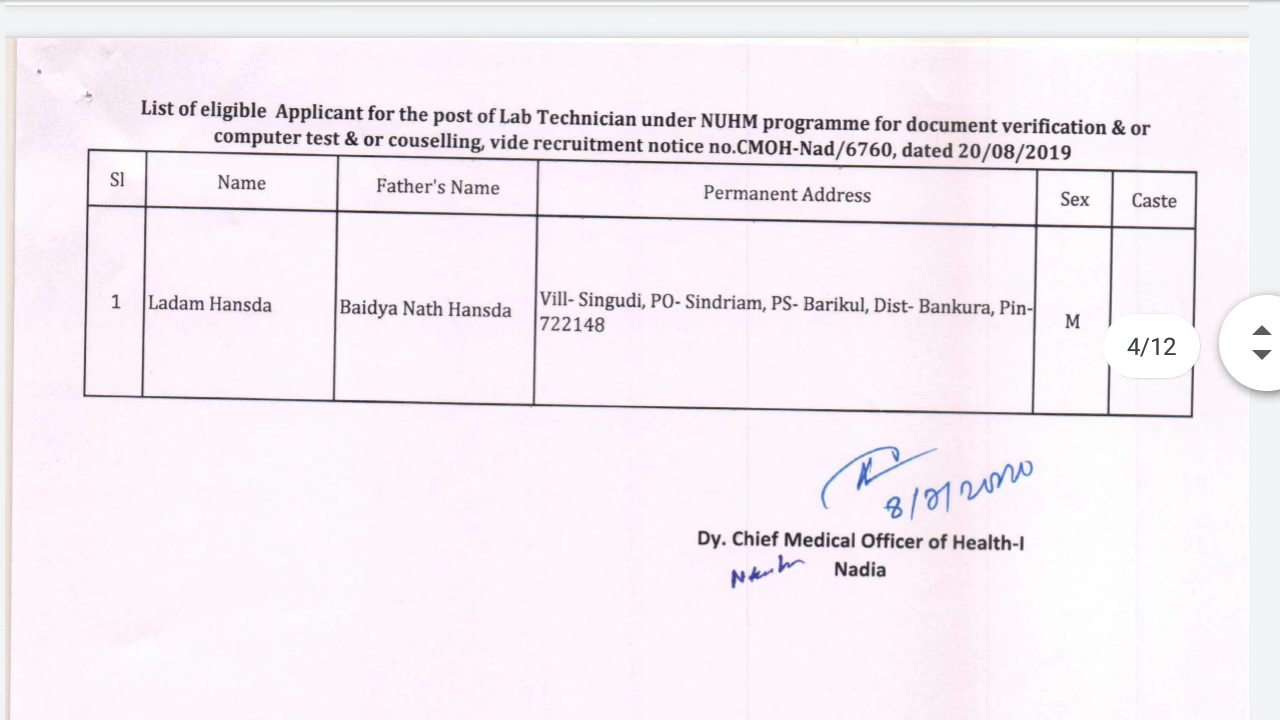 List of eligible Applicant for the post of Lab Technician under NUHM programme for document verification & or
computer test & or couselling, vide recruitment notice no.CMOH-Nad/6760, dated 20/08/2019
Sl Name Father's Name Permanent Address Sex Caste
1 Ladam Hansda Baidya Nath Hansda Vill- Singudi, PO- Sindriam, PS- Barikul, Dist- Bankura, Pin-
722148 M
4/12
Dy. Chief Medical Officer of Health-I
Nadia